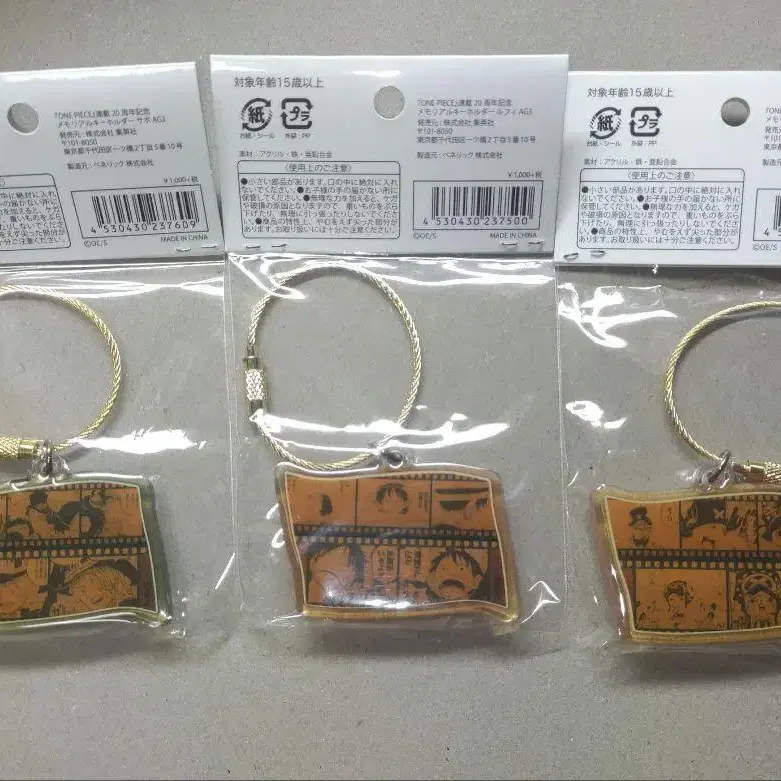 『ONE PIECE』連載 20 周年記念
メモリアルキーホルダー サボ AG3
発売元：株式会社 集英社
〒101-8050
東京都千代田区一ツ橋2丁目5番10号
製造元：ベネリック 株式会社
¥1,000+税
4 530430 237609
©OE/S
MADE IN CHINA
対象年齢15歳以上
紙
プラ
台紙・シール
外袋：PP
『ONE PIECE』連載 20 周年記念
メモリアルキーホルダー ルフィ AG3
発売元：株式会社 集英社
〒101-8050
東京都千代田区一ツ橋2丁目5番10号
製造元：ベネリック 株式会社
素材：アクリル・鉄・亜鉛合金
〈使用上のご注意〉
●小さい部品があります。口の中に絶対に入れ
ないでください。●お子様の手の届かない所に
保管してください。●無理な力を加えると、ケガ
や破損の原因となりますので、重いものをぶら
下げたり、無理に引っ張ったりしないでくださ
い。●商品の特性上、やむをえず尖った部分が
あります。お取り扱いには十分ご注意ください。
¥1,000+税
4 530430 237500
©OE/S
MADE IN CHINA
対象年齢15歳以上
紙
プラ
台紙・シール
外袋：PP
素材：アクリル・鉄・亜鉛合金
〈使用上のご注意〉
●小さい部品があります。口の中に絶対に入れ
ないでください。●お子様の手の届かない所に
保管してください。●無理な力を加えると、ケガ
や破損の原因となりますので、重いものをぶら
下げたり、無理に引っ張ったりしないでくださ
い。●商品の特性上、やむをえず尖った部分が
あります。お取り扱いには十分ご注意ください。
4
©OE/S